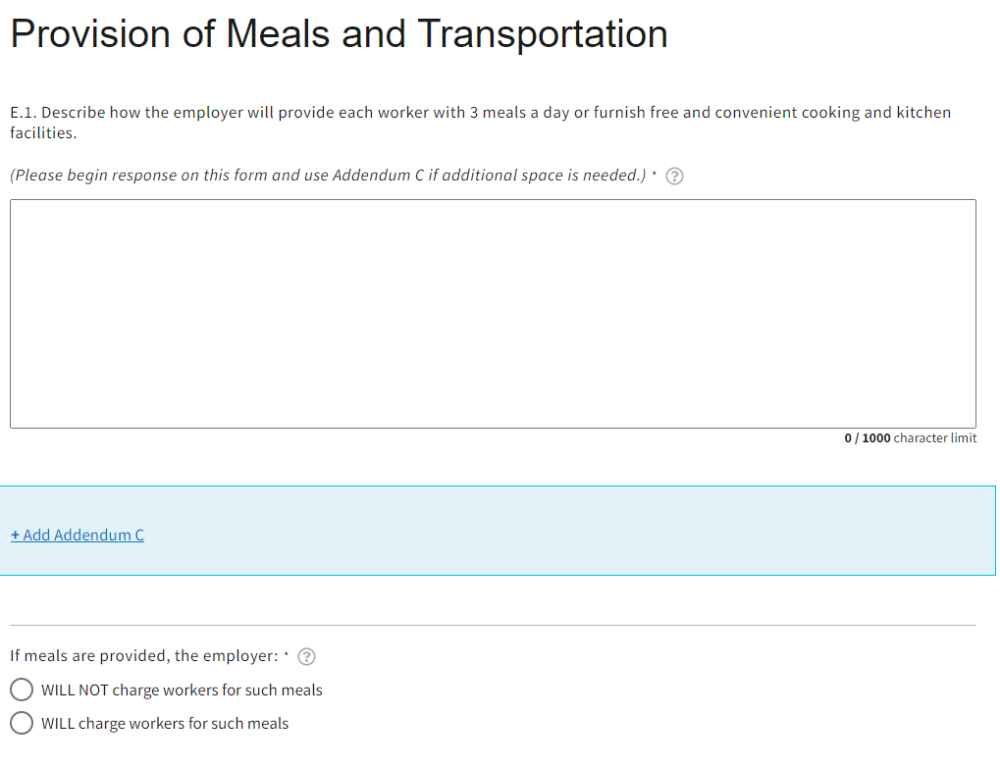 Provision of Meals and Transportation
E.1. Describe how the employer will provide each worker with 3 meals a day or furnish free and convenient cooking and kitchen
facilities.
(Please begin response on this form and use Addendum C if additional space is needed.) * ?
0 / 1000 character limit
+ Add Addendum C
If meals are provided, the employer: * ?
WILL NOT charge workers for such meals
WILL charge workers for such meals